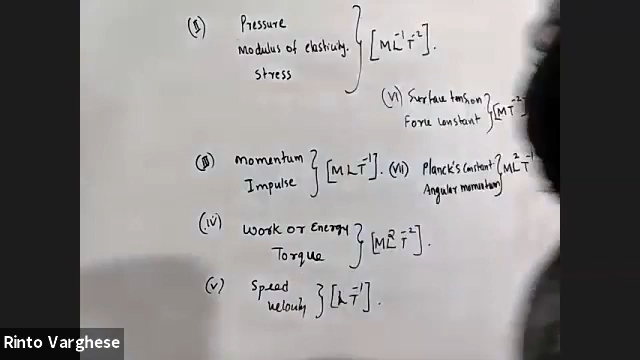 (II) Pressure
Modulus of elasticity.
Stress
[ML⁻¹T⁻²].
(VI) Surface tension
Force constant
[MT⁻²]
(III) Momentum
Impulse
[MLT⁻¹].
(VII) Planck's Constant
Angular momentum
ML²T⁻¹
(IV) Work or Energy
Torque
[ML²T⁻²].
(V) Speed
Velocity
[LT⁻¹].
Rinto Varghese